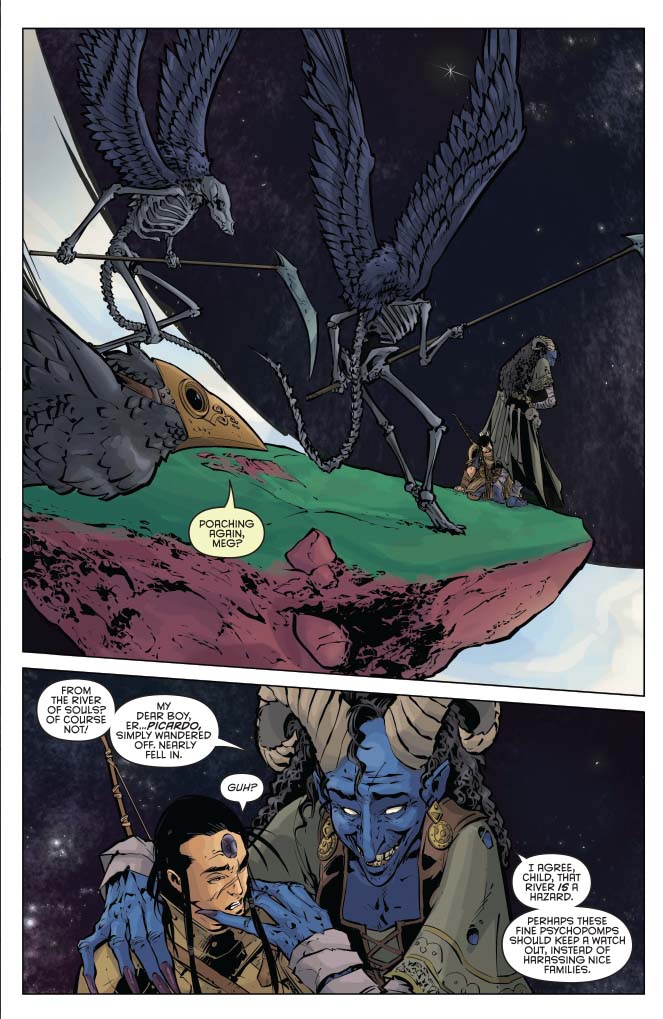 POACHING
AGAIN,
MEG?
FROM
THE RIVER
OF SOULS?
OF COURSE
NOT!
MY
DEAR BOY,
ER...PICARDO,
SIMPLY WANDERED
OFF. NEARLY
FELL IN.
GUH?
I AGREE,
CHILD, THAT
RIVER IS A
HAZARD.
PERHAPS THESE
FINE PSYCHOPOMPS
SHOULD KEEP A WATCH
OUT, INSTEAD OF
HARASSING NICE
FAMILIES.